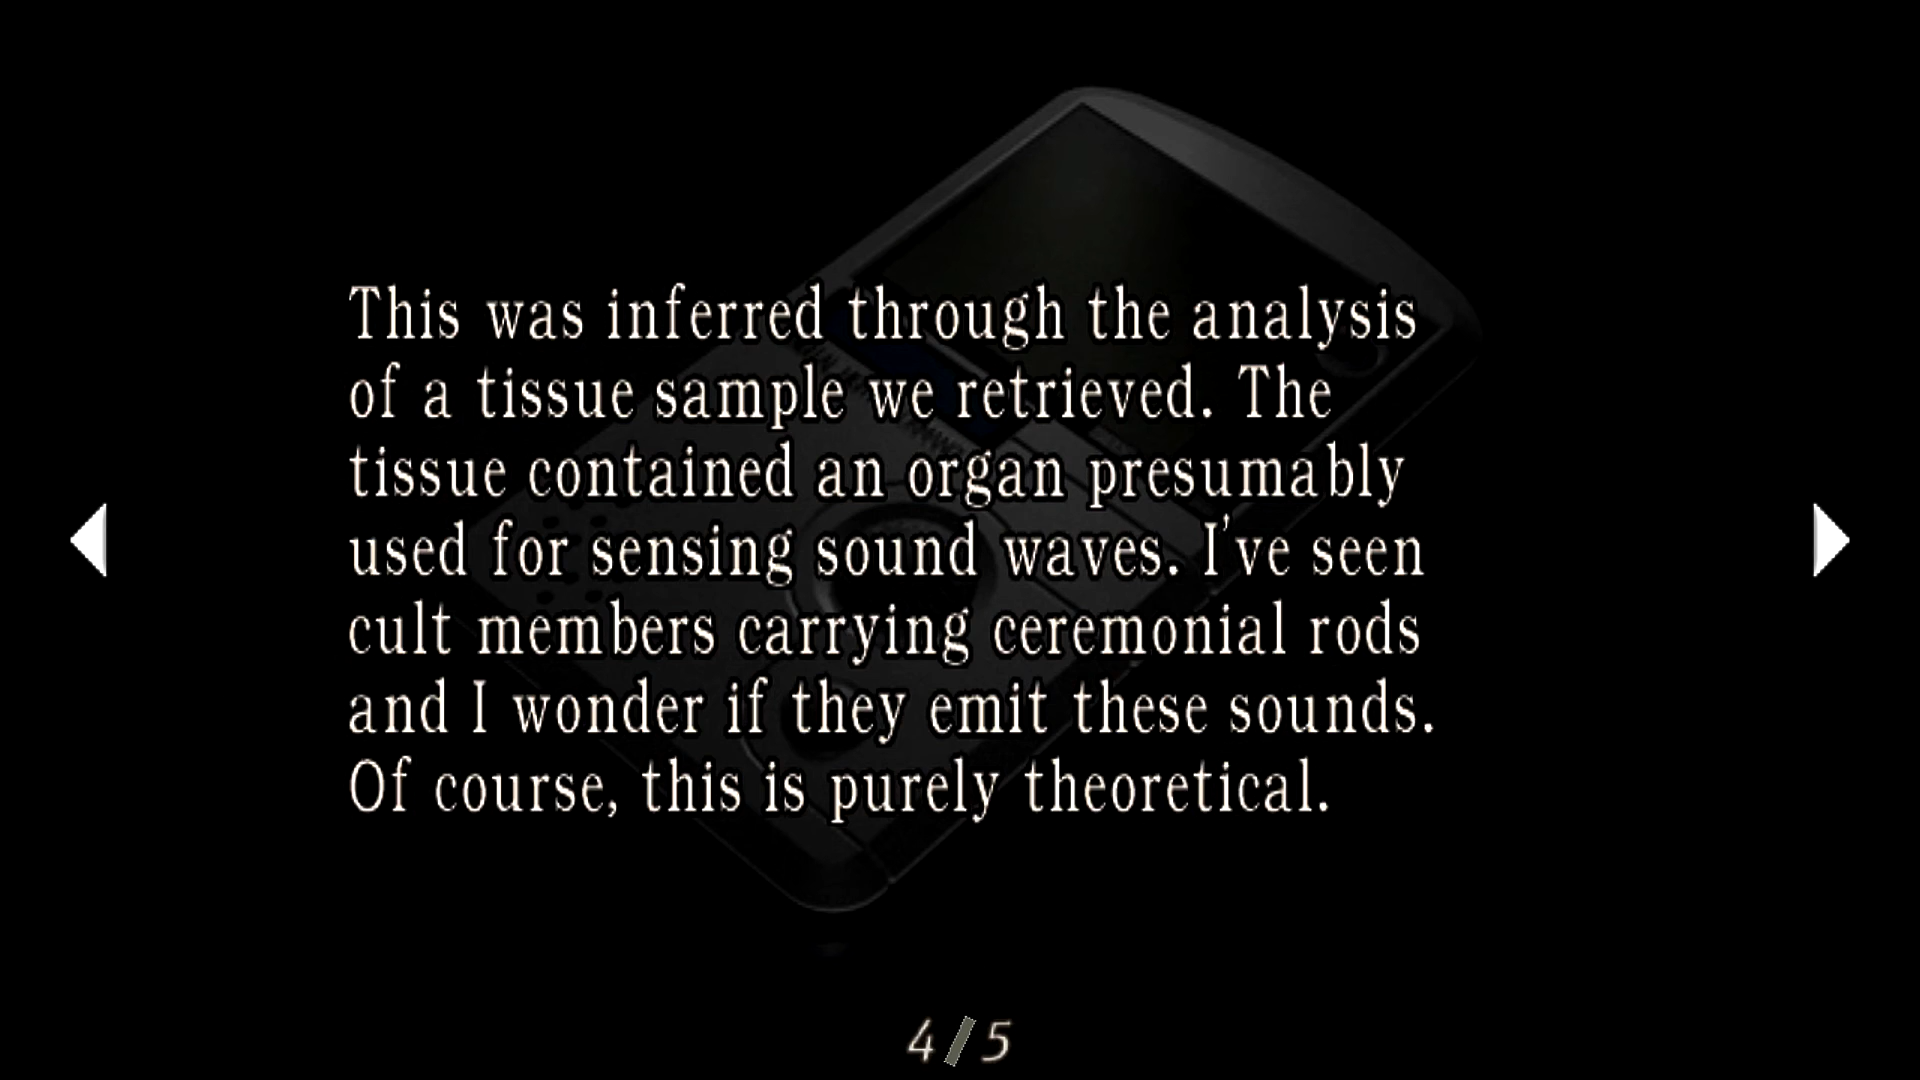 This was inferred through the analysis
of a tissue sample we retrieved. The
tissue contained an organ presumably
used for sensing sound waves. I've seen
cult members carrying ceremonial rods
and I wonder if they emit these sounds.
Of course, this is purely theoretical.
4/5